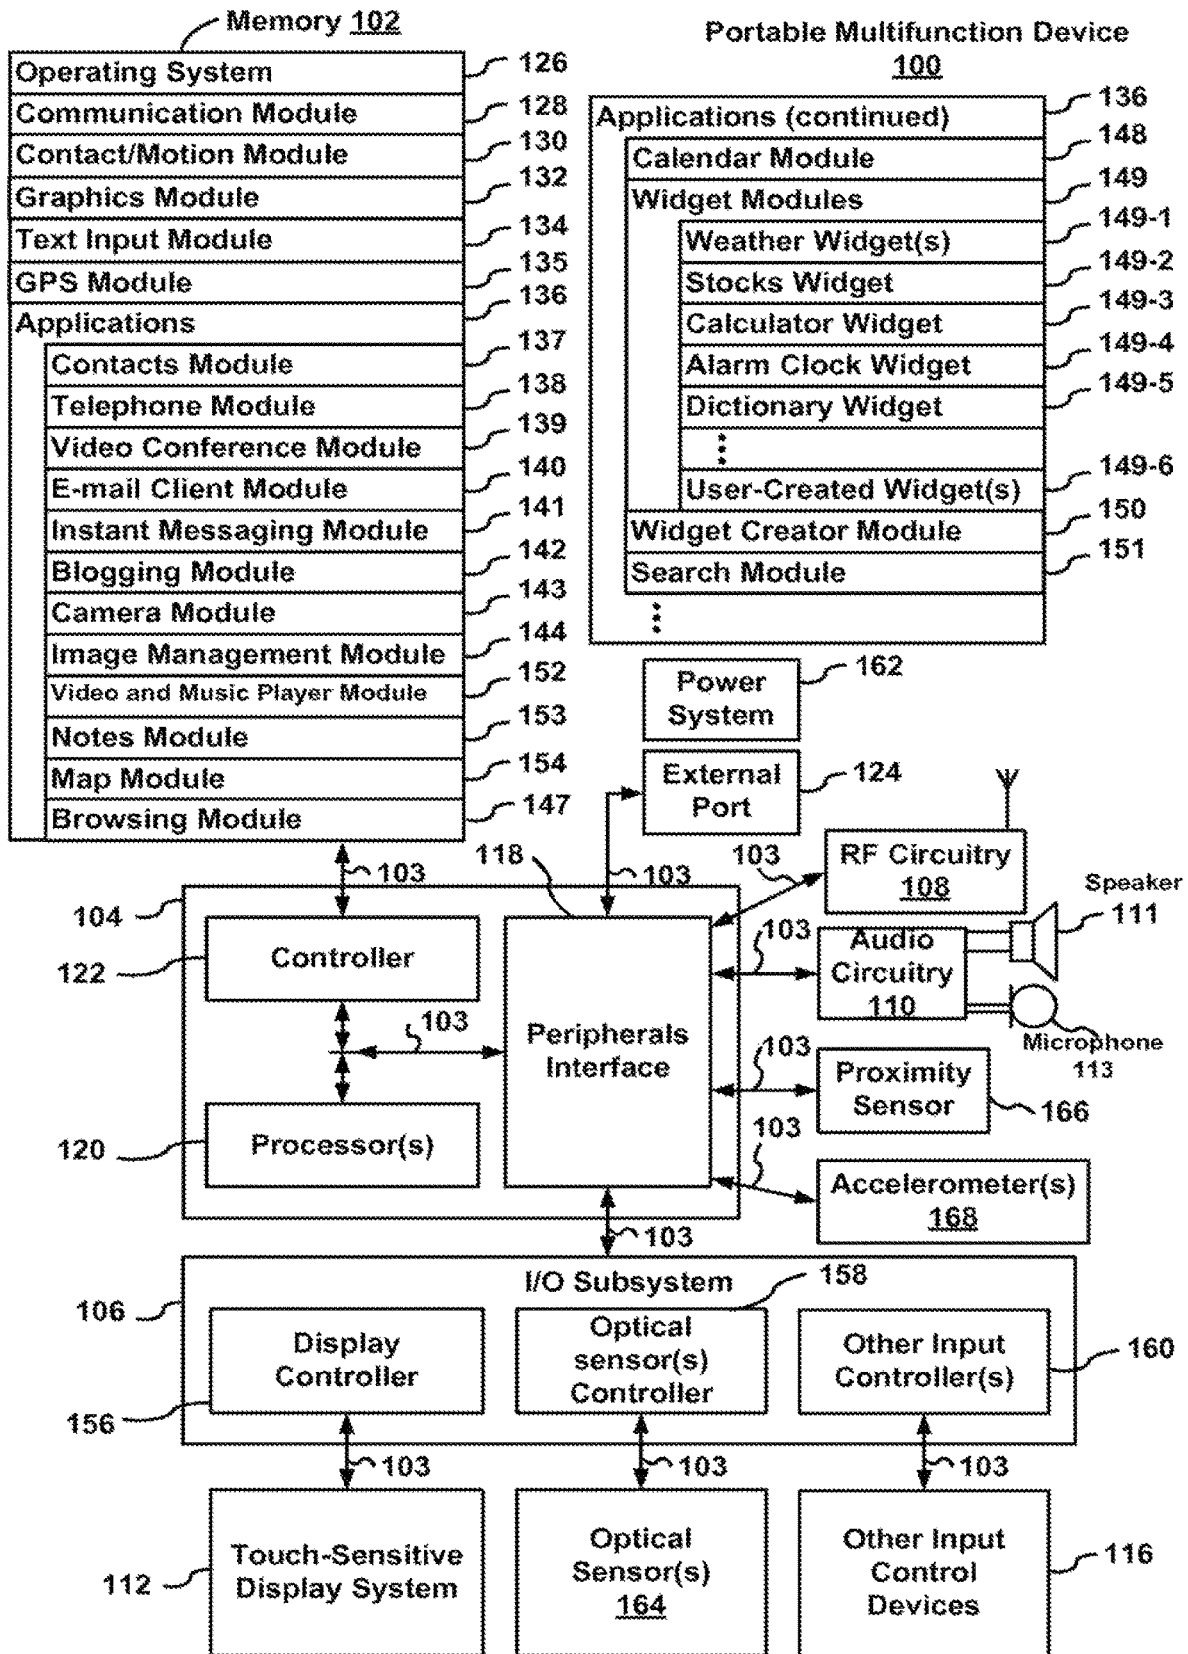 Memory 102
Operating System 126
Communication Module 128
Contact/Motion Module 130
Graphics Module 132
Text Input Module 134
GPS Module 135
Applications 136
Contacts Module 137
Telephone Module 138
Video Conference Module 139
E-mail Client Module 140
Instant Messaging Module 141
Blogging Module 142
Camera Module 143
Image Management Module 144
Video and Music Player Module 152
Notes Module 153
Map Module 154
Browsing Module 147
Portable Multifunction Device
100
Applications (continued) 136
Calendar Module 148
Widget Modules 149
Weather Widget(s) 149-1
Stocks Widget 149-2
Calculator Widget 149-3
Alarm Clock Widget 149-4
Dictionary Widget 149-5
User-Created Widget(s) 149-6
Widget Creator Module 150
Search Module 151
Power
System
162
External
Port
124
103
103
118
103
RF Circuitry
108
Speaker
111
104
Controller
122
103
Audio
Circuitry
110
103
Peripherals
Interface
Microphone
113
103
Proximity
Sensor
166
Processor(s)
120
103
Accelerometer(s)
168
103
I/O Subsystem
158
106
Display
Controller
156
Optical
sensor(s)
Controller
Other Input
Controller(s)
160
103
103
103
Touch-Sensitive
Display System
112
Optical
Sensor(s)
164
Other Input
Control
Devices
116